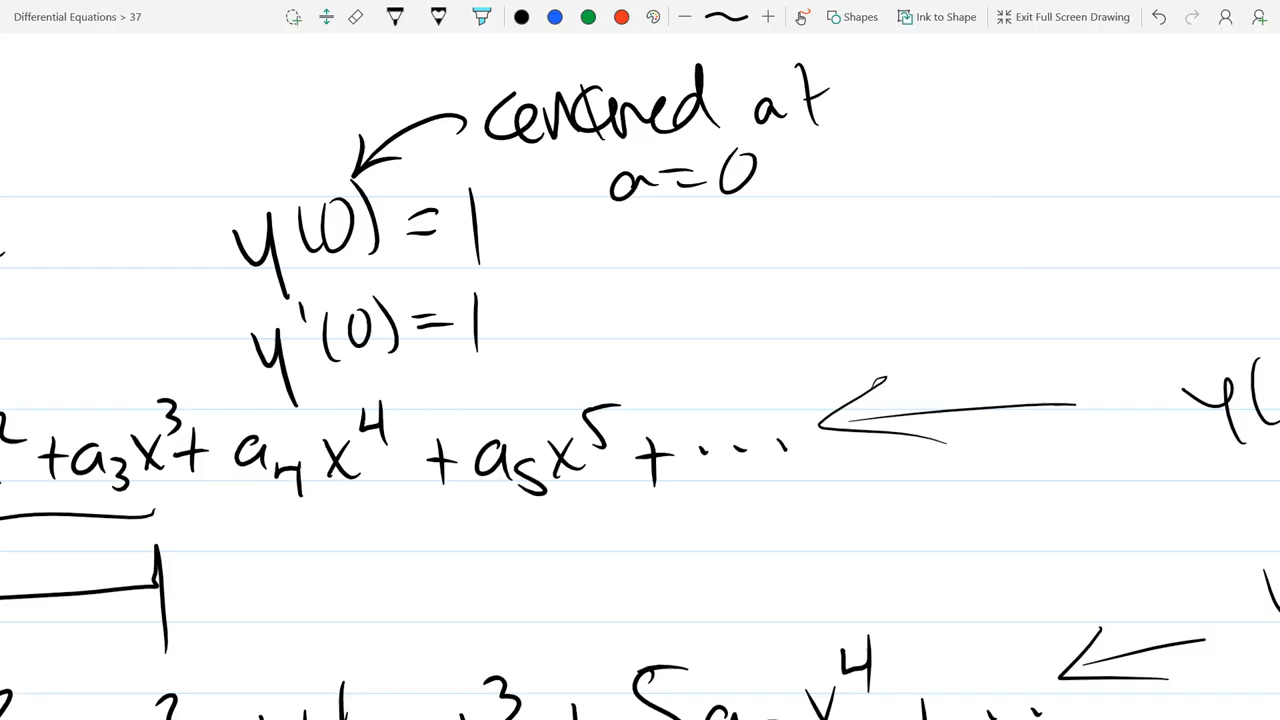 Differential Equations > 37
Shapes
Ink to Shape
Exit Full Screen Drawing
centred at
a=0
y(0)=1
y'(0)=1
+a₃x³+a₄x⁴+a₅x⁵+...
y(
x⁴